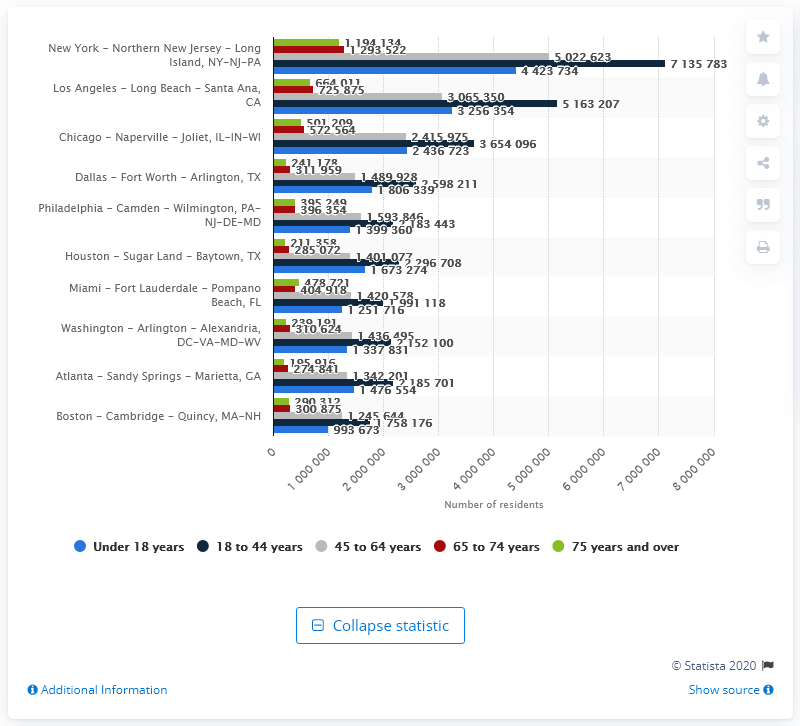 New York - Northern New Jersey - Long
Island, NY-NJ-PA
1 194 134
1 293 522
5 022 623
7 135 783
4 423 734
Los Angeles - Long Beach - Santa Ana,
CA
664 011
725 875
3 065 350
5 163 207
3 256 354
Chicago - Naperville - Joliet, IL-IN-WI
501 209
572 564
2 415 975
3 654 096
2 436 723
Dallas - Fort Worth - Arlington, TX
241 178
311 959
1 489 928
2 598 211
1 806 339
Philadelphia - Camden - Wilmington, PA-
NJ-DE-MD
395 249
396 354
1 593 846
2 183 443
1 399 360
Houston - Sugar Land - Baytown, TX
211 358
285 072
1 401 077
2 296 708
1 673 274
Miami - Fort Lauderdale - Pompano
Beach, FL
478 721
404 918
1 420 578
1 991 118
1 251 716
Washington - Arlington - Alexandria,
DC-VA-MD-WV
239 191
310 624
1 436 495
2 152 100
1 337 831
Atlanta - Sandy Springs - Marietta, GA
195 916
274 841
1 342 201
2 185 701
1 476 554
Boston - Cambridge - Quincy, MA-NH
290 312
300 875
1 245 644
1 758 176
993 673
0
1 000 000
2 000 000
3 000 000
4 000 000
5 000 000
6 000 000
7 000 000
8 000 000
Number of residents
Under 18 years
18 to 44 years
45 to 64 years
65 to 74 years
75 years and over
Collapse statistic
© Statista 2020
Additional Information
Show source